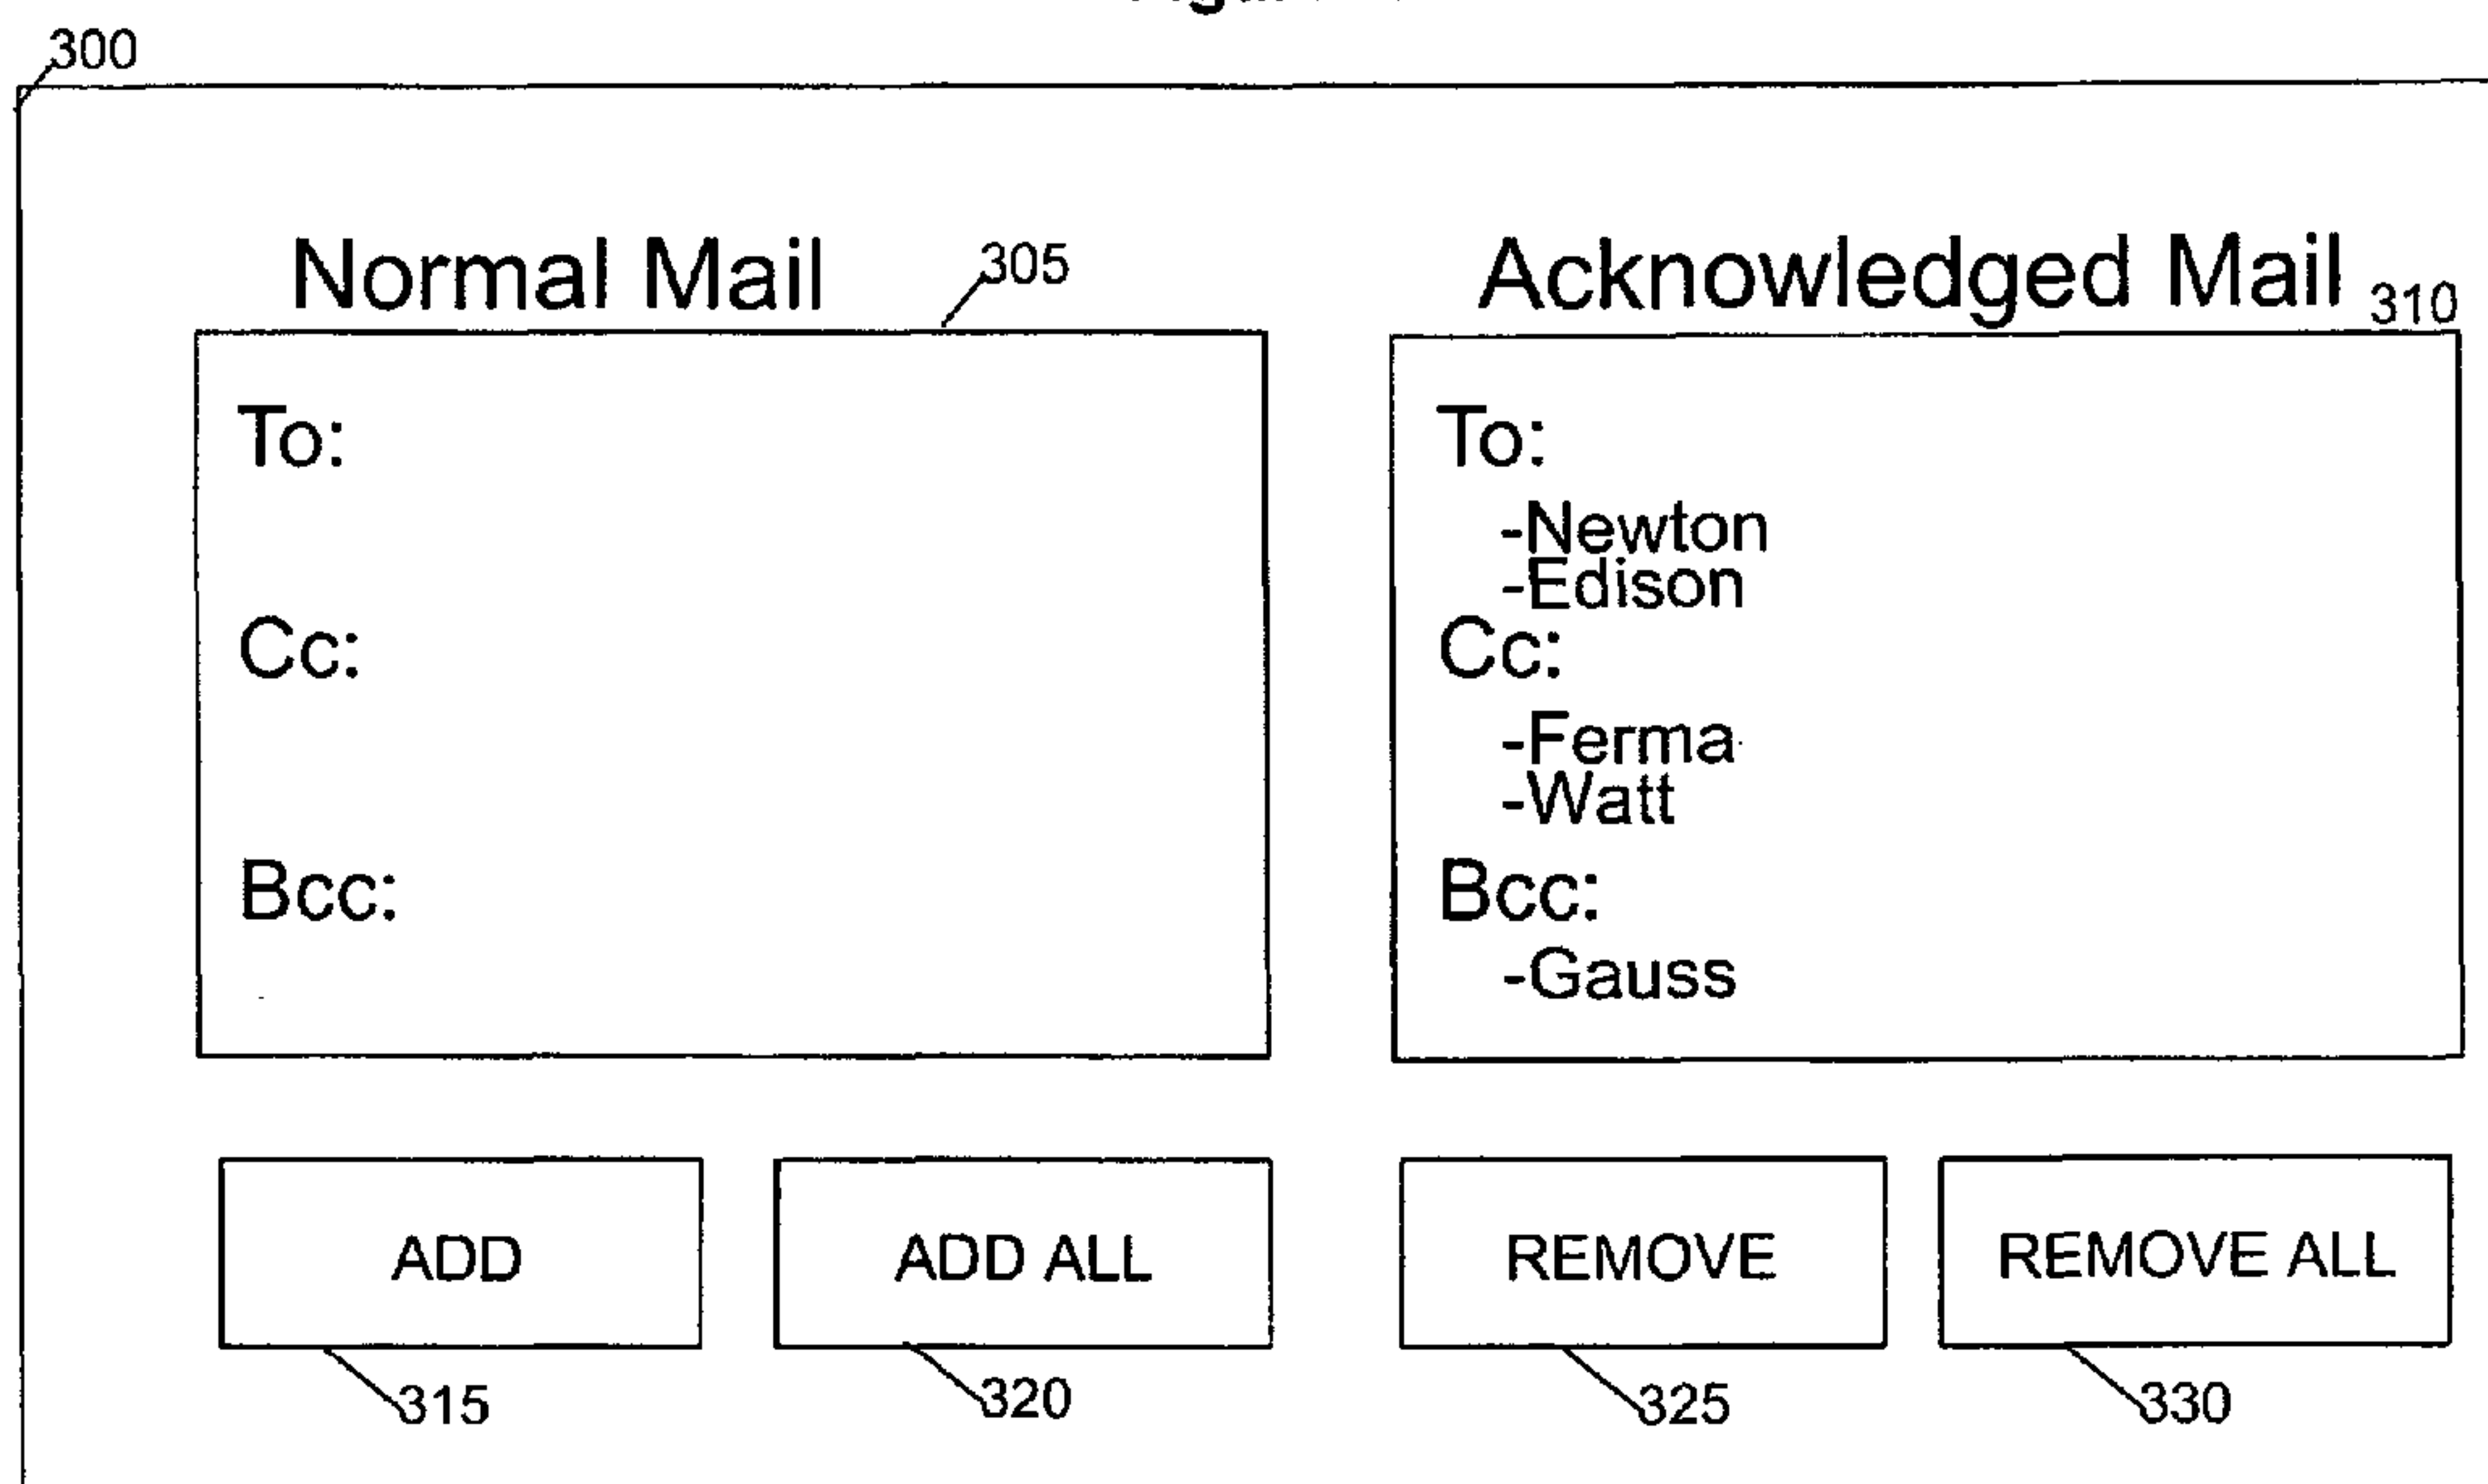 300
Normal Mail
305
Acknowledged Mail
310
To:
Cc:
Bcc:
To:
-Newton
-Edison
Cc:
-Ferma
-Watt
Bcc:
-Gauss
ADD
ADD ALL
REMOVE
REMOVE ALL
315
320
325
330